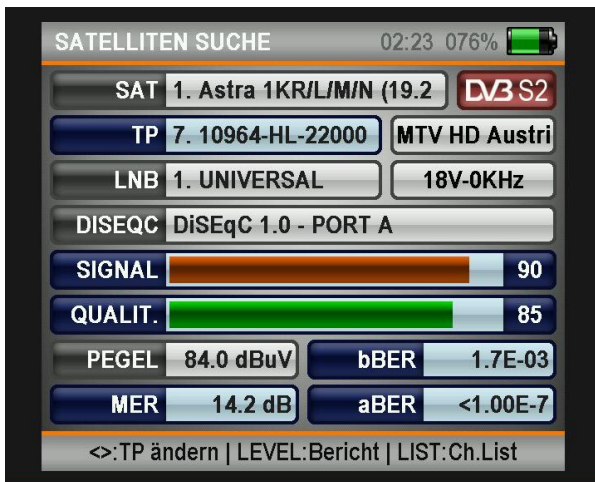 SATELLITEN SUCHE 02:23 076%
SAT 1. Astra 1KR/L/M/N (19.2 DVB S2
TP 7. 10964-HL-22000 MTV HD Austri
LNB 1. UNIVERSAL 18V-0KHz
DISEQC DiSEqC 1.0 - PORT A
SIGNAL 90
QUALIT. 85
PEGEL 84.0 dBuV bBER 1.7E-03
MER 14.2 dB aBER <1.00E-7
<>:TP ändern | LEVEL:Bericht | LIST:Ch.List